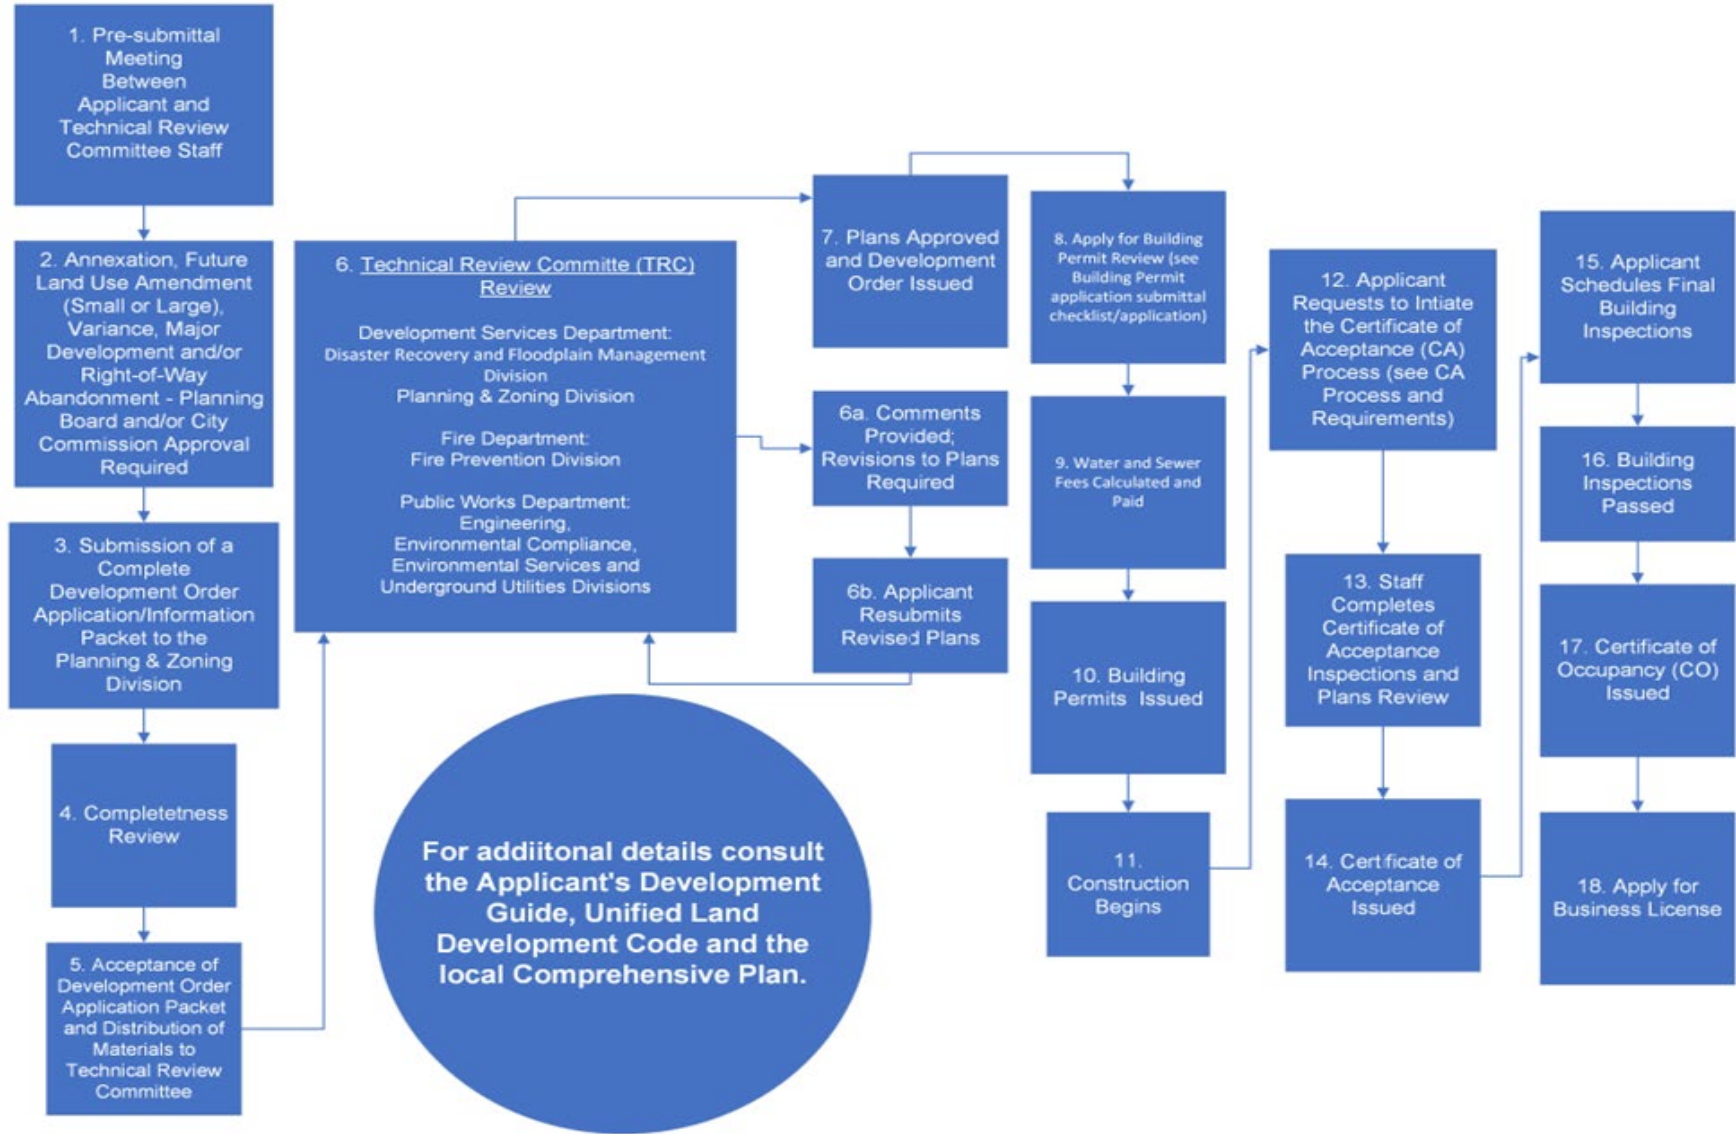 1. Pre-submittal
Meeting
Between
Applicant and
Technical Review
Committee Staff
2. Annexation, Future
Land Use Amendment
(Small or Large),
Variance, Major
Development and/or
Right-of-Way
Abandonment - Planning
Board and/or City
Commission Approval
Required
3. Submission of a
Complete
Development Order
Application/Information
Packet to the
Planning & Zoning
Division
4. Completetness
Review
5. Acceptance of
Development Order
Application Packet
and Distribution of
Materials to
Technical Review
Committee
6. Technical Review Committe (TRC)
Review
Development Services Department:
Disaster Recovery and Floodplain Management
Division
Planning & Zoning Division
Fire Department:
Fire Prevention Division
Public Works Department:
Engineering,
Environmental Compliance,
Environmental Services and
Underground Utilities Divisions
6a. Comments
Provided;
Revisions to Plans
Required
6b. Applicant
Resubmits
Revised Plans
7. Plans Approved
and Development
Order Issued
8. Apply for Building
Permit Review (see
Building Permit
application submittal
checklist/application)
9. Water and Sewer
Fees Calculated and
Paid
10. Building
Permits Issued
11.
Construction
Begins
12. Applicant
Requests to Intiate
the Certificate of
Acceptance (CA)
Process (see CA
Process and
Requirements)
13. Staff
Completes
Certificate of
Acceptance
Inspections and
Plans Review
14. Certificate of
Acceptance
Issued
15. Applicant
Schedules Final
Building
Inspections
16. Building
Inspections
Passed
17. Certificate of
Occupancy (CO)
Issued
18. Apply for
Business License
For addiitonal details consult
the Applicant's Development
Guide, Unified Land
Development Code and the
local Comprehensive Plan.